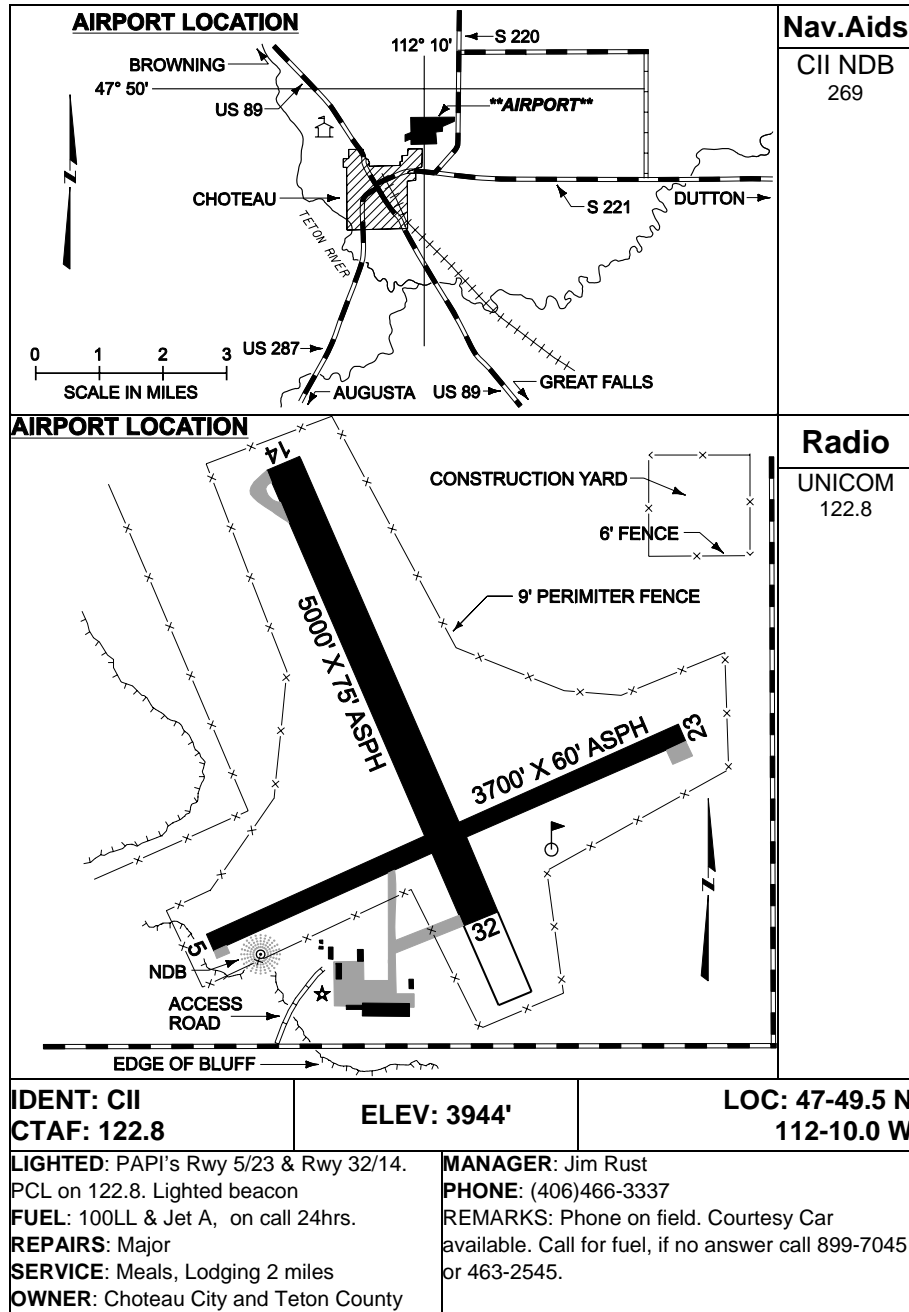 AIRPORT LOCATION
S 220
112° 10'
BROWNING
47° 50'
US 89
**AIRPORT**
N
CHOTEAU
TETON RIVER
S 221
DUTTON
0 1 2 3
SCALE IN MILES
US 287
AUGUSTA
US 89
GREAT FALLS
Nav.Aids
CII NDB
269
AIRPORT LOCATION
14
CONSTRUCTION YARD
6' FENCE
9' PERIMITER FENCE
5000' X 75' ASPH
3700' X 60' ASPH
23
N
32
5
NDB
ACCESS
ROAD
EDGE OF BLUFF
Radio
UNICOM
122.8
IDENT: CII
CTAF: 122.8
ELEV: 3944'
LOC: 47-49.5 N
112-10.0 W
LIGHTED: PAPI's Rwy 5/23 & Rwy 32/14.
PCL on 122.8. Lighted beacon
FUEL: 100LL & Jet A, on call 24hrs.
REPAIRS: Major
SERVICE: Meals, Lodging 2 miles
OWNER: Choteau City and Teton County
MANAGER: Jim Rust
PHONE: (406)466-3337
REMARKS: Phone on field. Courtesy Car
available. Call for fuel, if no answer call 899-7045
or 463-2545.